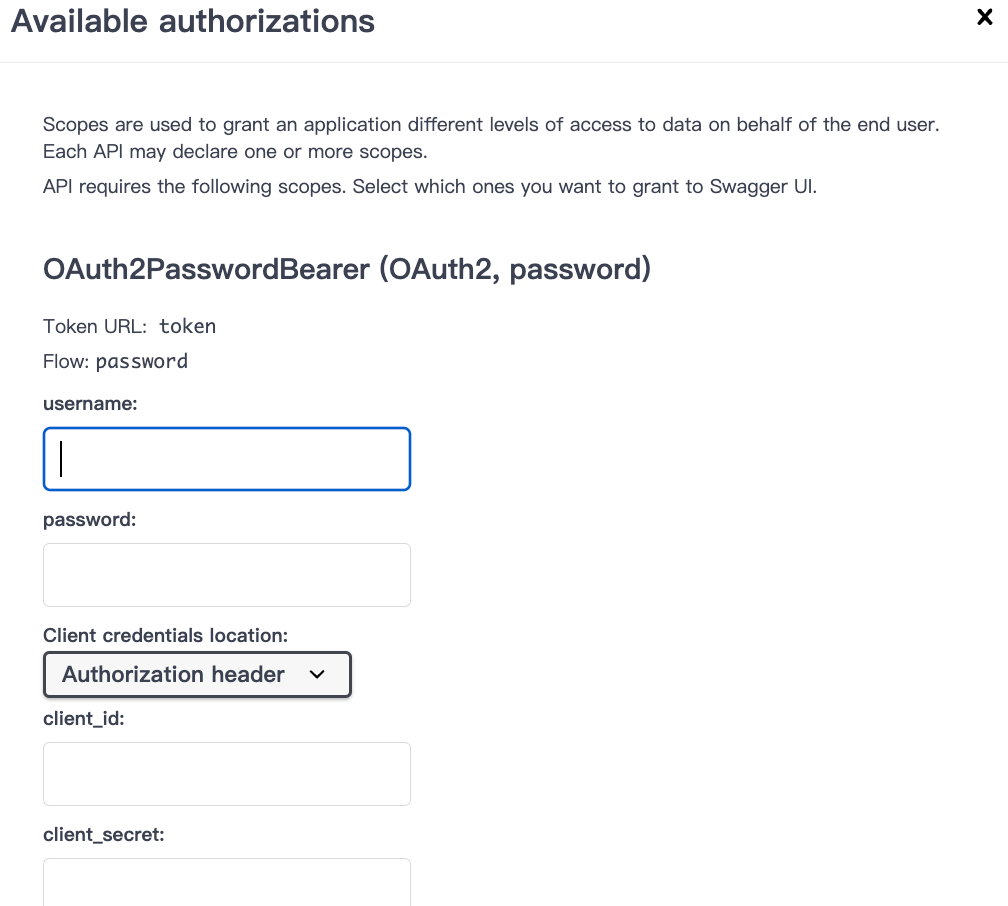 Available authorizations
Scopes are used to grant an application different levels of access to data on behalf of the end user.
Each API may declare one or more scopes.
API requires the following scopes. Select which ones you want to grant to Swagger UI.
OAuth2PasswordBearer (OAuth2, password)
Token URL: token
Flow: password
username:
password:
Client credentials location:
Authorization header
client_id:
client_secret: